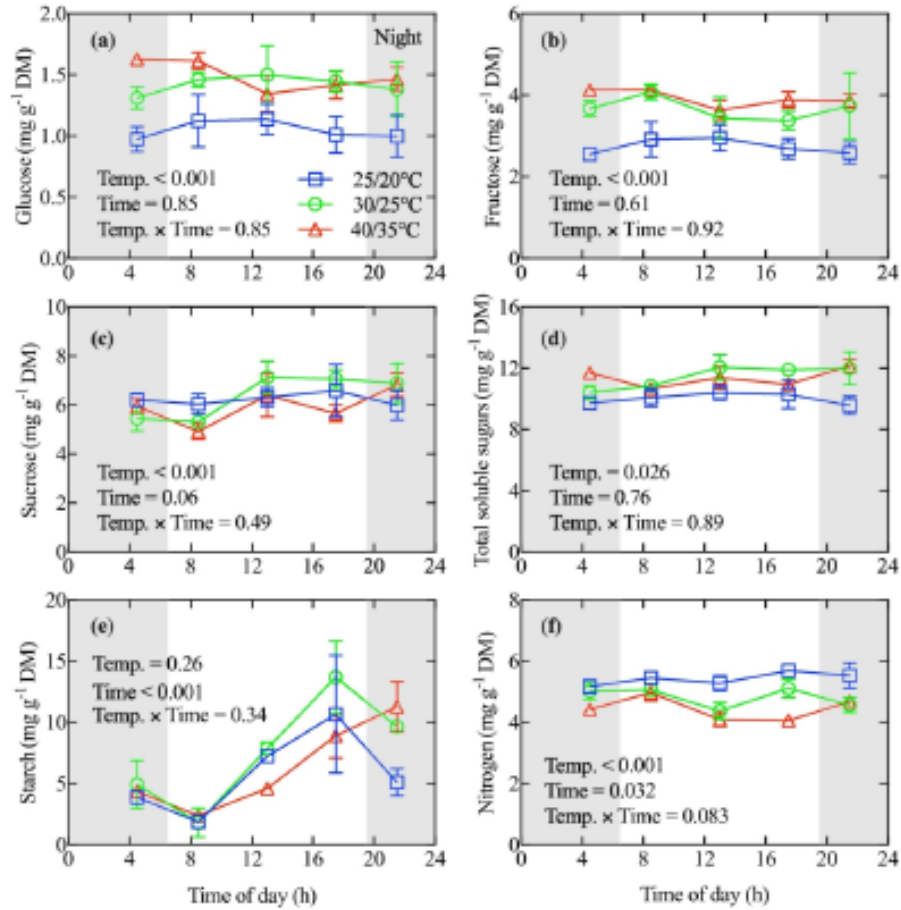 2.0
1.5
1.0
0.5
0.0
Glucose (mg g⁻¹ DM)
(a)
Night
Temp. < 0.001
Time = 0.85
Temp. × Time = 0.85
25/20°C
30/25°C
40/35°C
0 4 8 12 16 20 24
6
4
2
0
Fructose (mg g⁻¹ DM)
(b)
Temp. < 0.001
Time = 0.61
Temp. × Time = 0.92
0 4 8 12 16 20 24
10
8
6
4
2
0
Sucrose (mg g⁻¹ DM)
(c)
Temp. < 0.001
Time = 0.06
Temp. × Time = 0.49
0 4 8 12 16 20 24
16
12
8
4
0
Total soluble sugars (mg g⁻¹ DM)
(d)
Temp. = 0.026
Time = 0.76
Temp. × Time = 0.89
0 4 8 12 16 20 24
20
15
10
5
0
Starch (mg g⁻¹ DM)
(e)
Temp. = 0.26
Time < 0.001
Temp. × Time = 0.34
0 4 8 12 16 20 24
Time of day (h)
8
6
4
2
0
Nitrogen (mg g⁻¹ DM)
(f)
Temp. < 0.001
Time = 0.032
Temp. × Time = 0.083
0 4 8 12 16 20 24
Time of day (h)